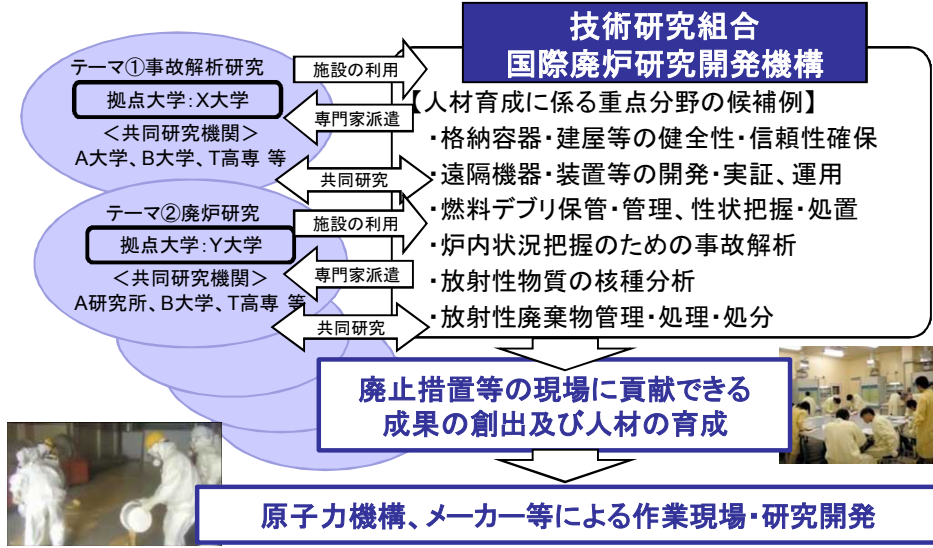 技術研究組合
国際廃炉研究開発機構
テーマ①事故解析研究
拠点大学:X大学
<共同研究機関>
A大学、B大学、T高専 等
施設の利用
専門家派遣
共同研究
テーマ②廃炉研究
拠点大学:Y大学
<共同研究機関>
A研究所、B大学、T高専 等
施設の利用
専門家派遣
共同研究
【人材育成に係る重点分野の候補例】
・格納容器・建屋等の健全性・信頼性確保
・遠隔機器・装置等の開発・実証、運用
・燃料デブリ保管・管理、性状把握・処置
・炉内状況把握のための事故解析
・放射性物質の核種分析
・放射性廃棄物管理・処理・処分
廃止措置等の現場に貢献できる
成果の創出及び人材の育成
原子力機構、メーカー等による作業現場・研究開発